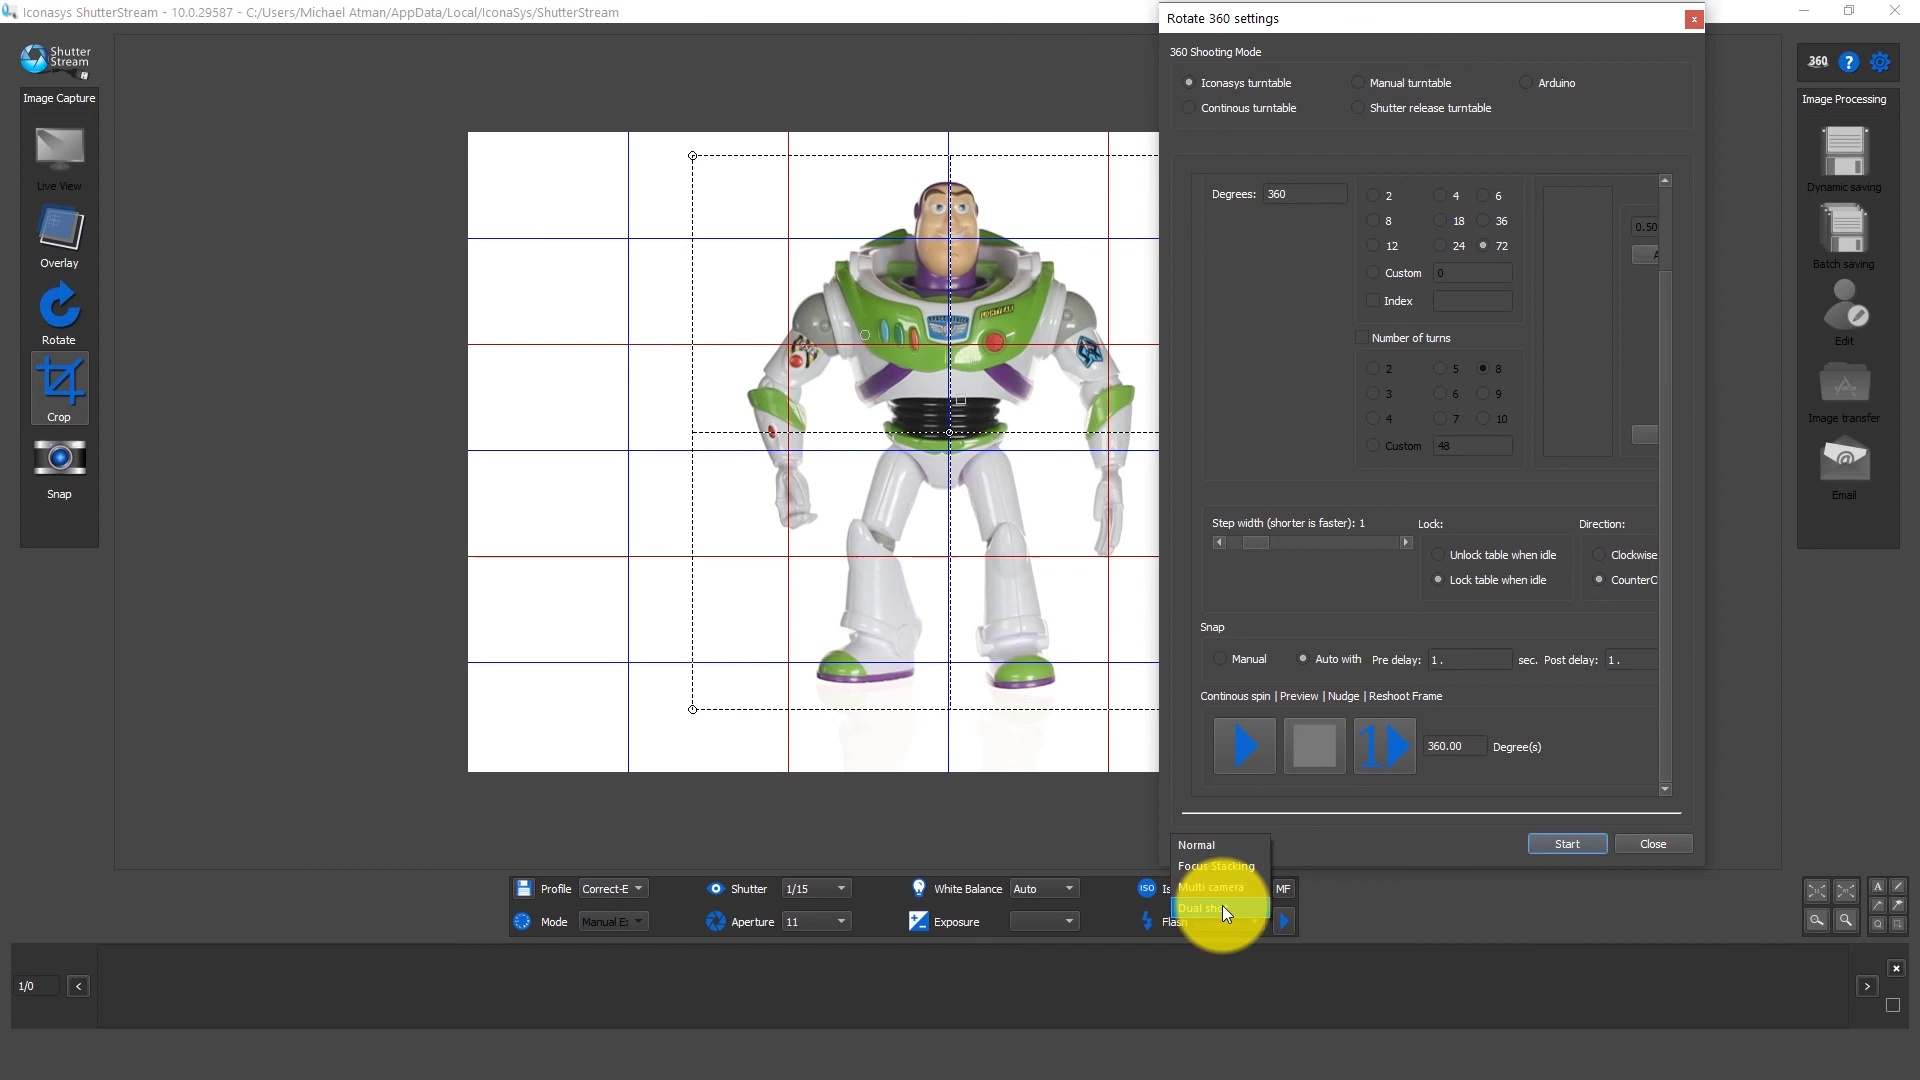 Iconasys ShutterStream - 10.0.29587 - C:/Users/Michael Atman/AppData/Local/IconaSys/ShutterStream
Shutter
Stream
Image Capture
Live View
Overlay
Rotate
Crop
Snap
LIGHTYEAR
Rotate 360 settings
360 Shooting Mode
Iconasys turntable
Manual turntable
Arduino
Continous turntable
Shutter release turntable
Degrees: 360
2 4 6
8 18 36
12 24 72
Custom 0
Index
0.50
A
Number of turns
2 5 8
3 6 9
4 7 10
Custom 48
Step width (shorter is faster): 1
Lock:
Direction:
Unlock table when idle
Clockwise
Lock table when idle
CounterC
Snap
Manual
Auto with Pre delay: 1. sec. Post delay: 1.
Continous spin | Preview | Nudge | Reshoot Frame
1
360.00 Degree(s)
Normal
Focus Stacking
Multi camera
Start
Close
360 ?
Image Processing
Dynamic saving
Batch saving
Edit
Image transfer
Email
Profile Correct-E
Shutter 1/15
White Balance Auto
ISO Is
MF
Mode Manual E
Aperture 11
Exposure
Flash
A
1/0 <
>